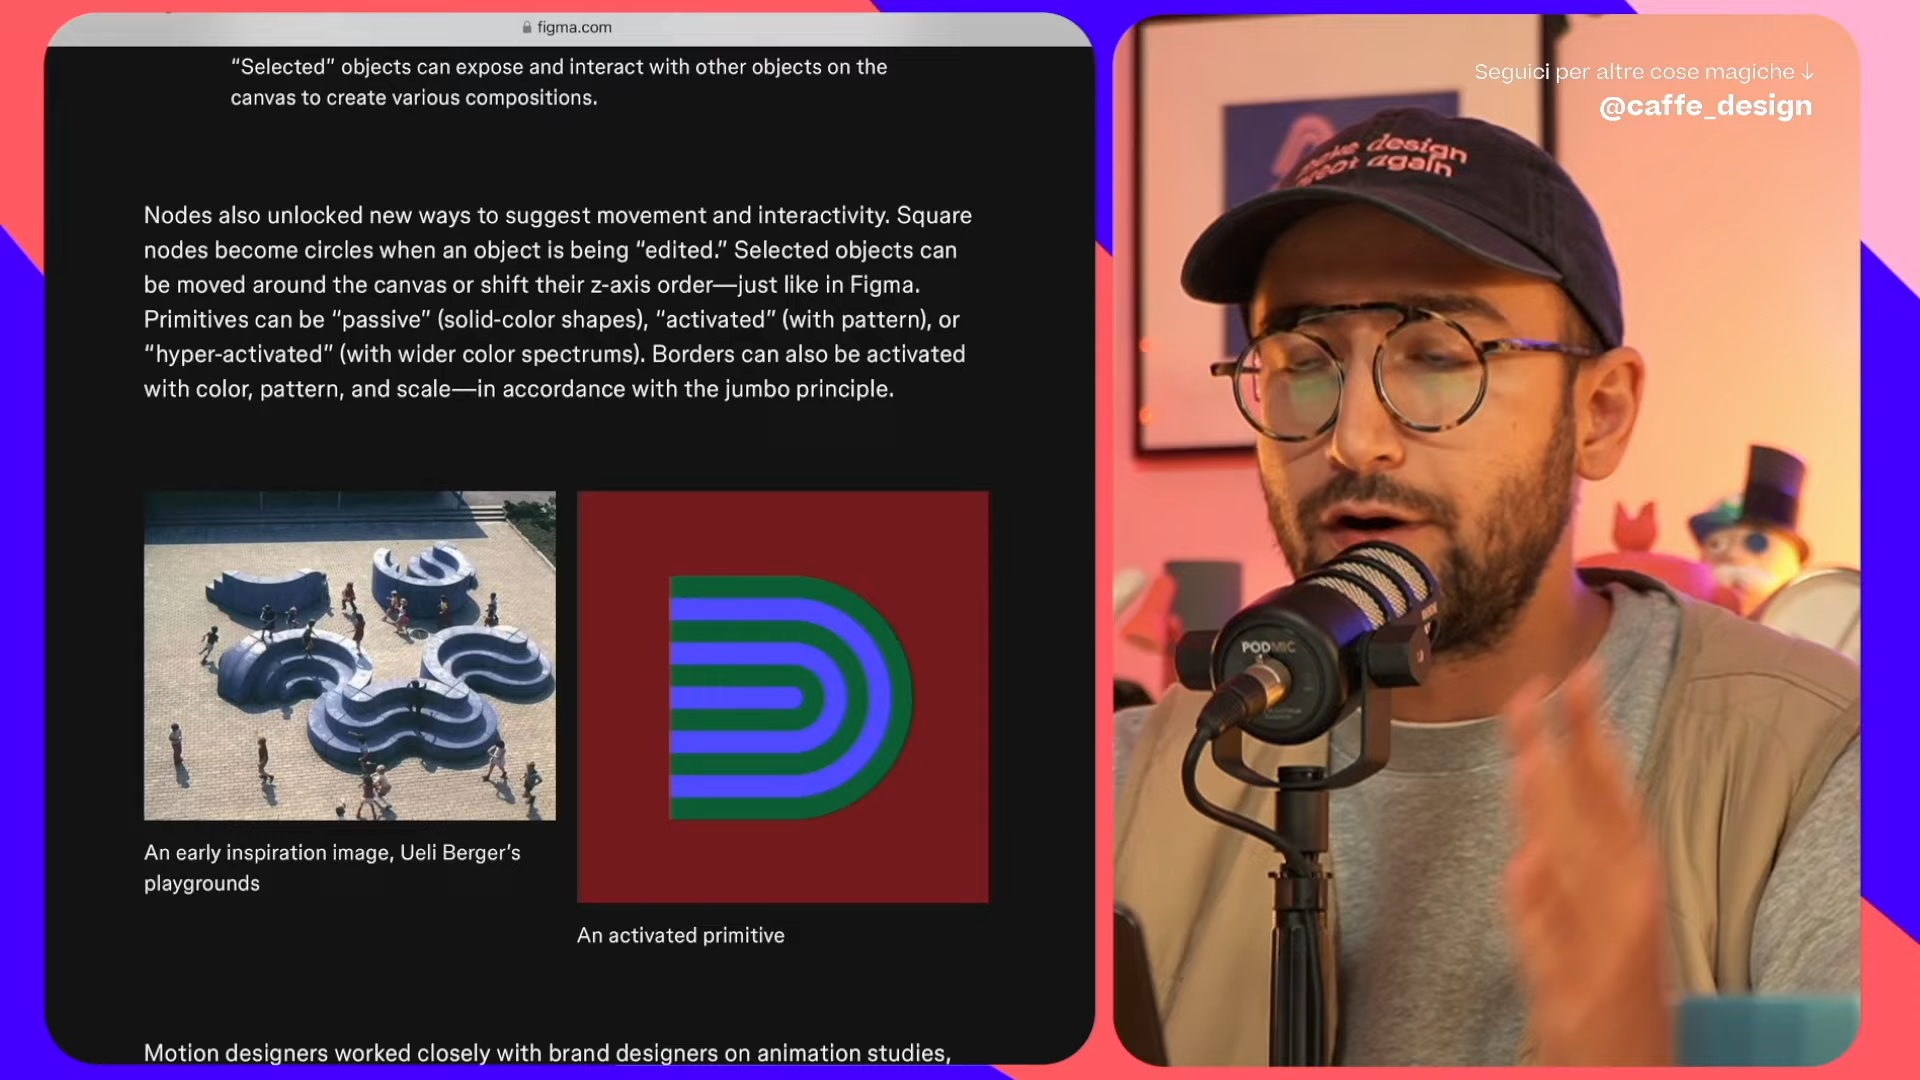 figma.com
“Selected” objects can expose and interact with other objects on the
canvas to create various compositions.
Nodes also unlocked new ways to suggest movement and interactivity. Square
nodes become circles when an object is being “edited.” Selected objects can
be moved around the canvas or shift their z-axis order—just like in Figma.
Primitives can be “passive” (solid-color shapes), “activated” (with pattern), or
“hyper-activated” (with wider color spectrums). Borders can also be activated
with color, pattern, and scale—in accordance with the jumbo principle.
An early inspiration image, Ueli Berger’s
playgrounds
An activated primitive
Motion designers worked closely with brand designers on animation studies,
Seguici per altre cose magiche ↓
@caffe_design
design
again
PODMIC